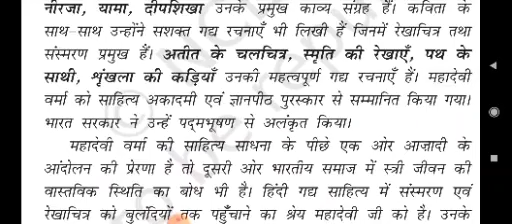 नीरजा, यामा, दीपशिखा उनके प्रमुख काव्य संग्रह हैं। कविता के
साथ-साथ उन्होंने सशक्त गद्य रचनाएँ भी लिखी हैं जिनमें रेखाचित्र तथा
संस्मरण प्रमुख हैं। अतीत के चलचित्र, स्मृति की रेखाएँ, पथ के
साथी, शृंखला की कड़ियाँ उनकी महत्वपूर्ण गद्य रचनाएँ हैं। महादेवी
वर्मा को साहित्य अकादमी एवं ज्ञानपीठ पुरस्कार से सम्मानित किया गया।
भारत सरकार ने उन्हें पद्मभूषण से अलंकृत किया।
महादेवी वर्मा की साहित्य साधना के पीछे एक ओर आज़ादी के
आंदोलन की प्रेरणा है तो दूसरी ओर भारतीय समाज में स्त्री जीवन की
वास्तविक स्थिति का बोध भी है। हिंदी गद्य साहित्य में संस्मरण एवं
रेखाचित्र को बुलंदियों तक पहुँचाने का श्रेय महादेवी जी को है। उनके